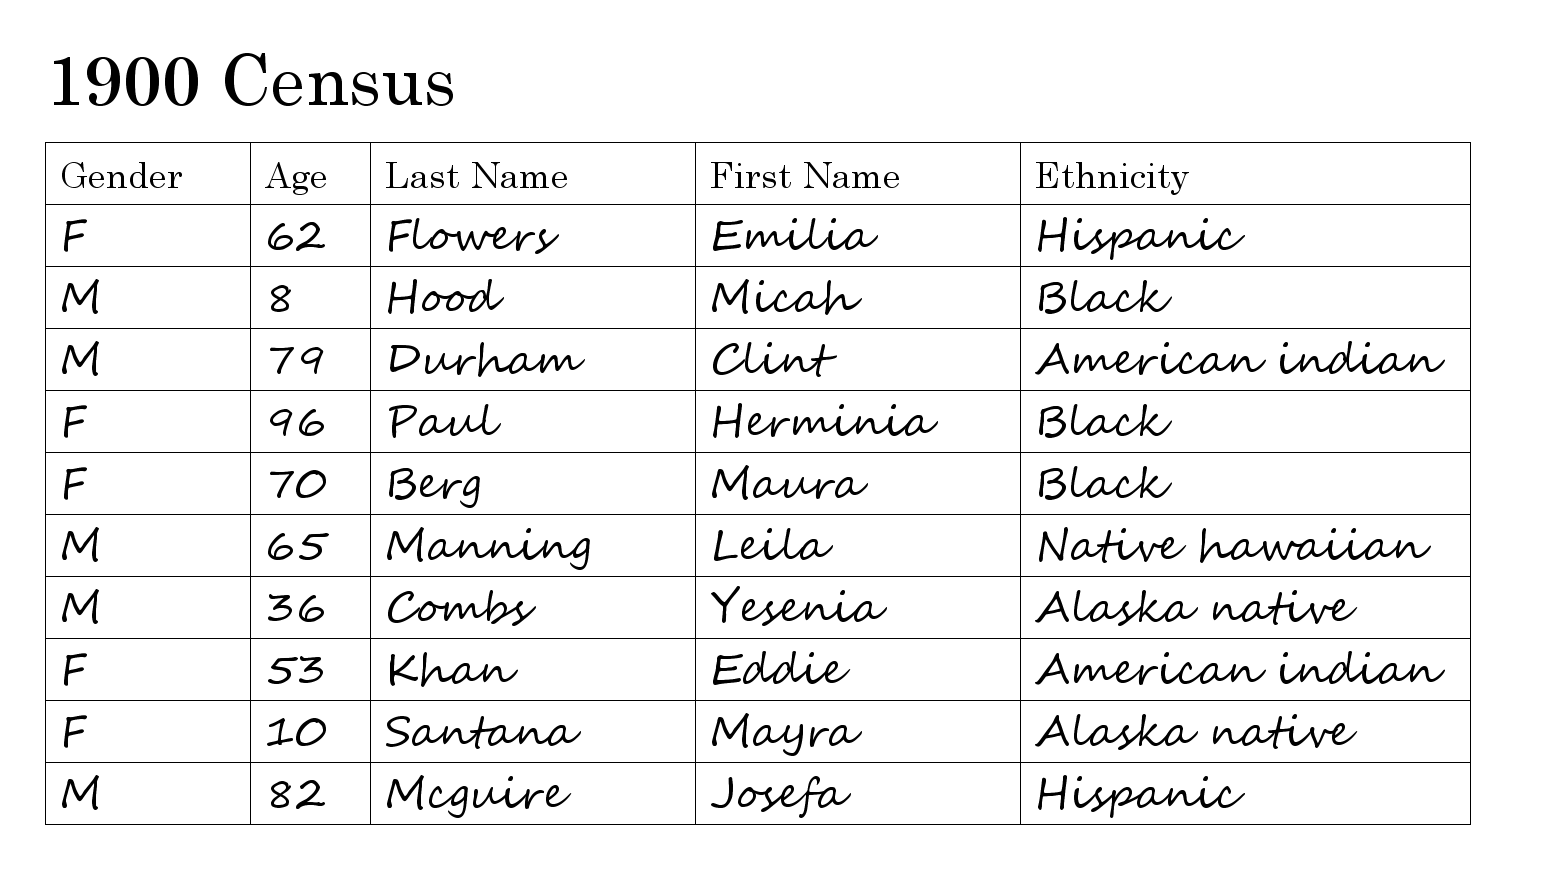 1900 Census
Gender Age Last Name First Name Ethnicity
F 62 Flowers Emilia Hispanic
M 8 Hood Micah Black
M 79 Durham Clint American indian
F 96 Paul Herminia Black
F 70 Berg Maura Black
M 65 Manning Leila Native hawaiian
M 36 Combs Yesenia Alaska native
F 53 Khan Eddie American indian
F 10 Santana Mayra Alaska native
M 82 Mcguire Josefa Hispanic